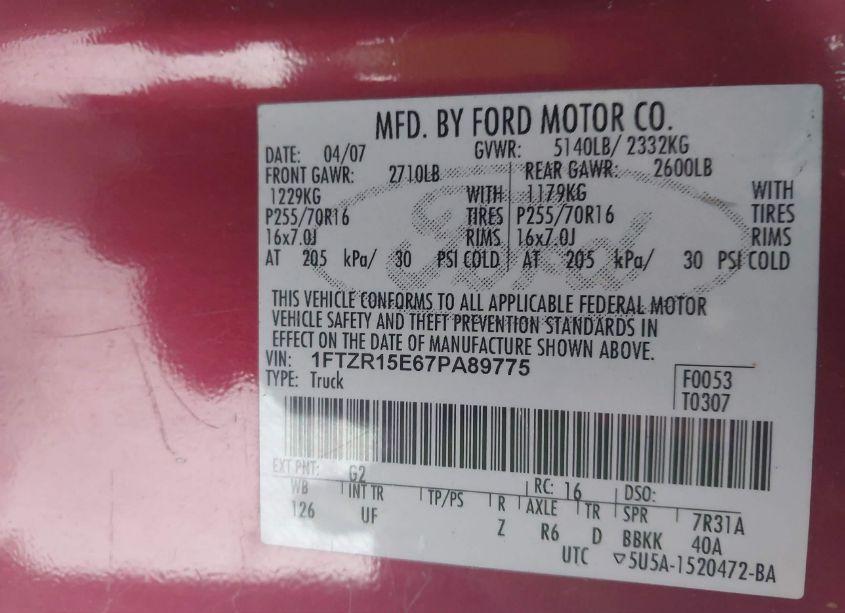 MFD. BY FORD MOTOR CO.
DATE: 04/07 GVWR: 5140LB/ 2332KG
FRONT GAWR: 2710LB REAR GAWR: 2600LB
1229KG WITH 1179KG WITH
P255/70R16 TIRES P255/70R16 TIRES
16x7.0J RIMS 16x7.0J RIMS
AT 205 kPa/ 30 PSI COLD AT 205 kPa/ 30 PSI COLD
Ford
THIS VEHICLE CONFORMS TO ALL APPLICABLE FEDERAL MOTOR
VEHICLE SAFETY AND THEFT PREVENTION STANDARDS IN
EFFECT ON THE DATE OF MANUFACTURE SHOWN ABOVE.
VIN: 1FTZR15E67PA89775
TYPE: Truck
F0053
T0307
EXT PNT: G2 RC: 16 DSO:
WB INT TR TP/PS R AXLE TR SPR 7R31A
126 UF Z R6 D BBKK 40A
UTC ▽5U5A-1520472-BA